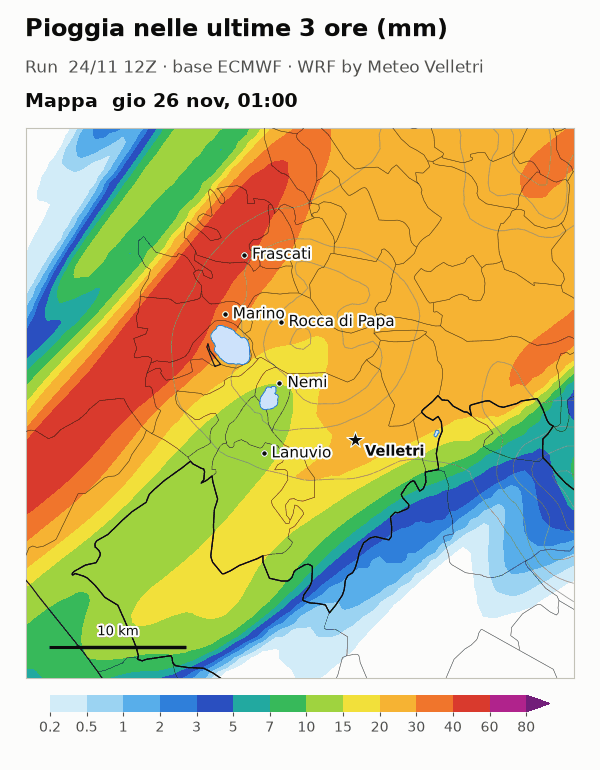 Pioggia nelle ultime 3 ore (mm)
Run  24/11 12Z · base ECMWF · WRF by Meteo Velletri
Mappa  gio 26 nov, 01:00
Frascati
Marino
Rocca di Papa
Nemi
Velletri
Lanuvio
10 km
0.2 0.5 1 2 3 5 7 10 15 20 30 40 60 80